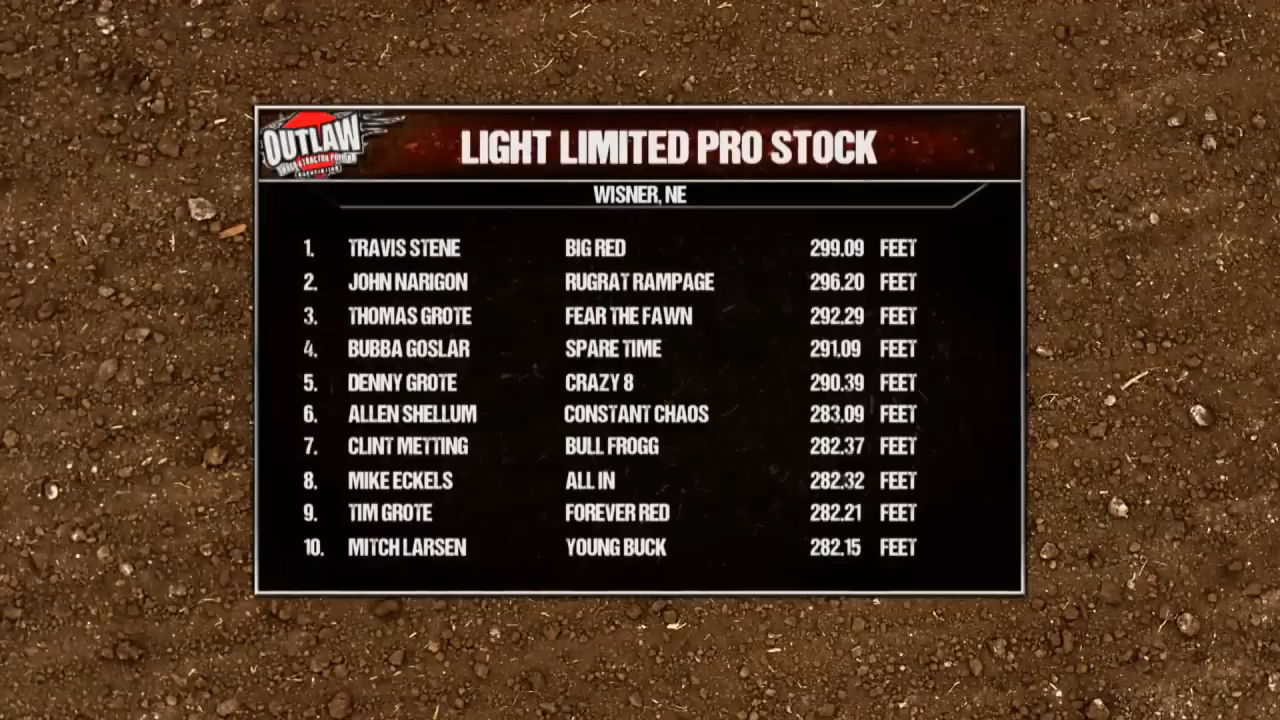 OUTLAW
LIGHT LIMITED PRO STOCK
WISNER, NE
1. TRAVIS STENE BIG RED 299.09 FEET
2. JOHN NARIGON RUGRAT RAMPAGE 296.20 FEET
3. THOMAS GROTE FEAR THE FAWN 292.29 FEET
4. BUBBA GOSLAR SPARE TIME 291.09 FEET
5. DENNY GROTE CRAZY 8 290.39 FEET
6. ALLEN SHELLUM CONSTANT CHAOS 283.09 FEET
7. CLINT METTING BULL FROGG 282.37 FEET
8. MIKE ECKELS ALL IN 282.32 FEET
9. TIM GROTE FOREVER RED 282.21 FEET
10. MITCH LARSEN YOUNG BUCK 282.15 FEET